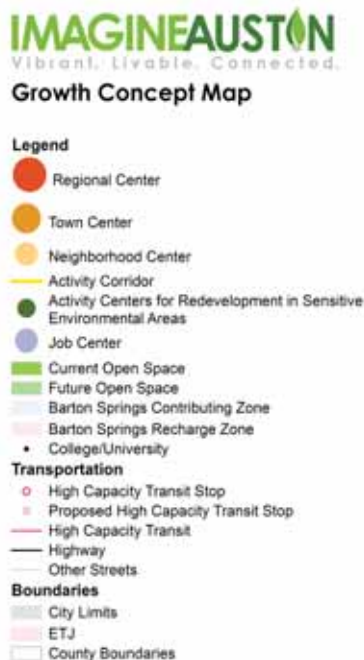 IMAGINEAUSTIN
Vibrant. Livable. Connected.
Growth Concept Map
Legend
Regional Center
Town Center
Neighborhood Center
Activity Corridor
Activity Centers for Redevelopment in Sensitive
Environmental Areas
Job Center
Current Open Space
Future Open Space
Barton Springs Contributing Zone
Barton Springs Recharge Zone
College/University
Transportation
High Capacity Transit Stop
Proposed High Capacity Transit Stop
High Capacity Transit
Highway
Other Streets
Boundaries
City Limits
ETJ
County Boundaries